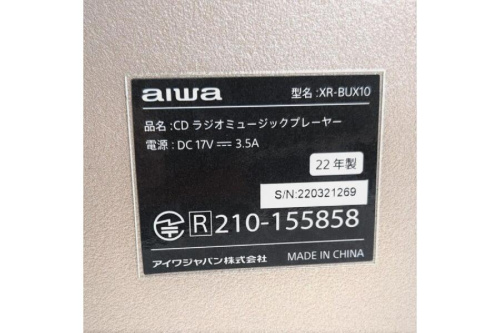 aiwa 型名:XR-BUX10
品名:CD ラジオミュージックプレーヤー
電源:DC 17V⎓ 3.5A
22年製
S/N:220321269
R 210-155858
アイワジャパン株式会社 MADE IN CHINA